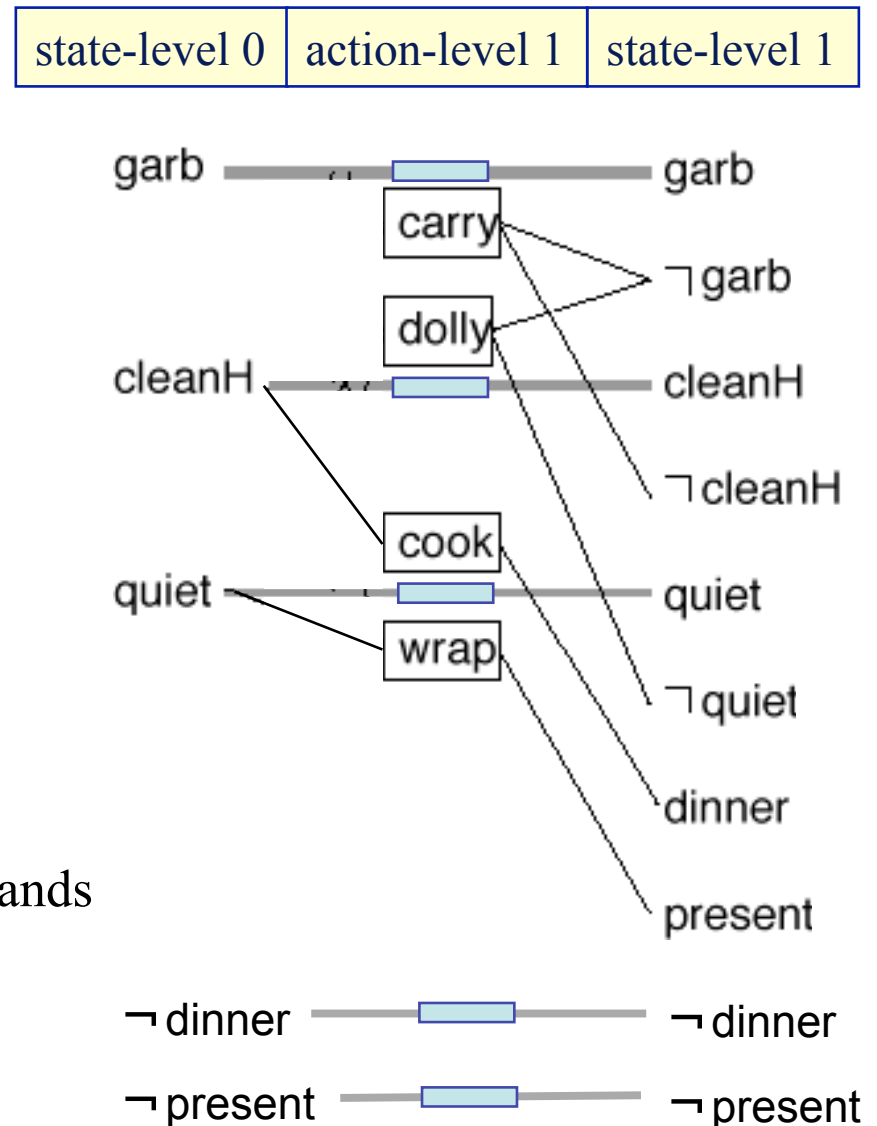 state-level 0 action-level 1 state-level 1
garb garb
carry
¬ garb
dolly
cleanH cleanH
¬ cleanH
cook
quiet quiet
wrap
¬ quiet
dinner
ands
present
¬ dinner ¬ dinner
¬ present ¬ present